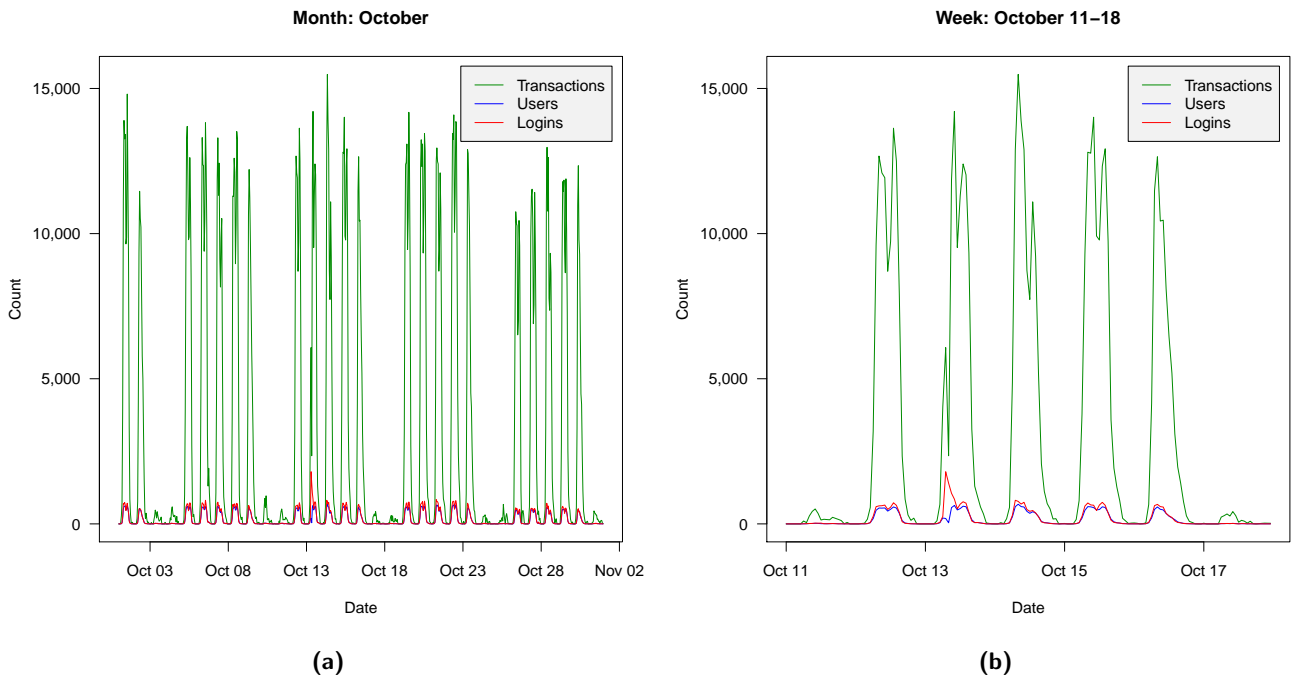 Month: October
Count
15,000
10,000
5,000
0
Transactions
Users
Logins
Oct 03 Oct 08 Oct 13 Oct 18 Oct 23 Oct 28 Nov 02
Date
(a)
Week: October 11–18
Count
15,000
10,000
5,000
0
Transactions
Users
Logins
Oct 11 Oct 13 Oct 15 Oct 17
Date
(b)